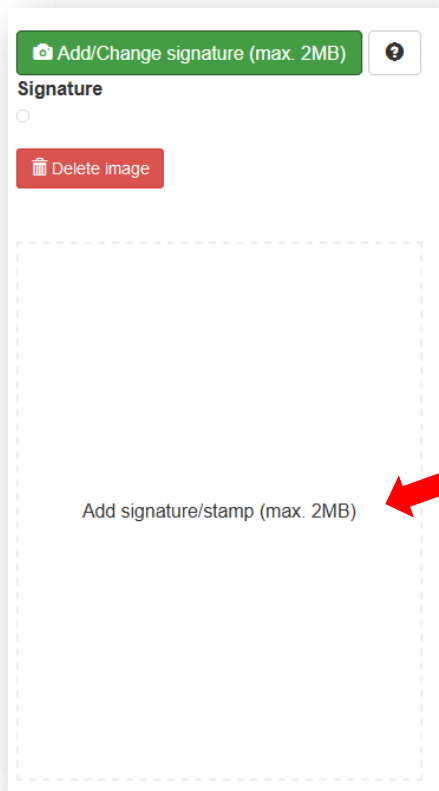 Add/Change signature (max. 2MB) ?
Signature
Delete image
Add signature/stamp (max. 2MB)